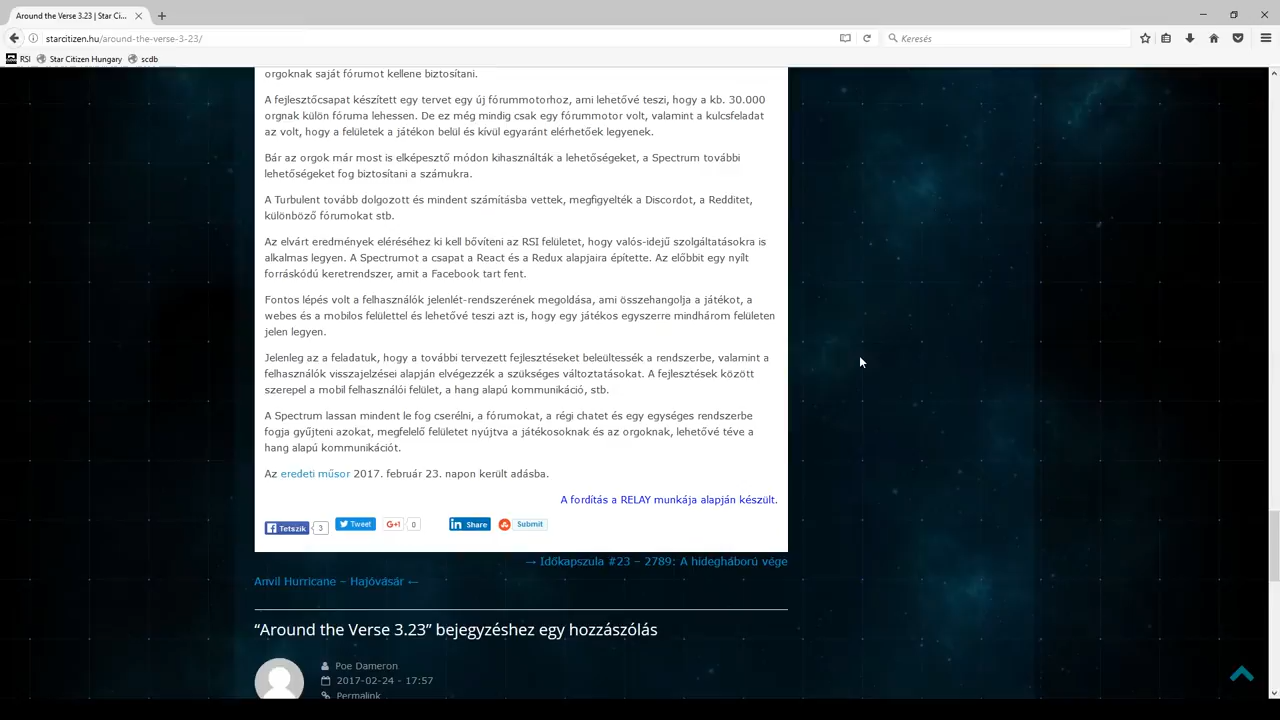 Around the Verse 3.23 | Star Ci...
starcitizen.hu/around-the-verse-3-23/
Keresés
RSI Star Citizen Hungary scdb
orgoknak saját fórumot kellene biztosítani.
A fejlesztőcsapat készített egy tervet egy új fórummotorhoz, ami lehetővé teszi, hogy a kb. 30.000
orgnak külön fóruma lehessen. De ez még mindig csak egy fórummotor volt, valamint a kulcsfeladat
az volt, hogy a felületek a játékon belül és kívül egyaránt elérhetőek legyenek.
Bár az orgok már most is elképesztő módon kihasználták a lehetőségeket, a Spectrum további
lehetőségeket fog biztosítani a számukra.
A Turbulent tovább dolgozott és mindent számításba vettek, megfigyelték a Discordot, a Redditet,
különböző fórumokat stb.
Az elvárt eredmények eléréséhez ki kell bővíteni az RSI felületet, hogy valós-idejű szolgáltatásokra is
alkalmas legyen. A Spectrumot a csapat a React és a Redux alapjaira építette. Az előbbit egy nyílt
forráskódú keretrendszer, amit a Facebook tart fent.
Fontos lépés volt a felhasználók jelenlét-rendszerének megoldása, ami összehangolja a játékot, a
webes és a mobilos felülettel és lehetővé teszi azt is, hogy egy játékos egyszerre mindhárom felületen
jelen legyen.
Jelenleg az a feladatuk, hogy a további tervezett fejlesztéseket beleültessék a rendszerbe, valamint a
felhasználók visszajelzései alapján elvégezzék a szükséges változtatásokat. A fejlesztések között
szerepel a mobil felhasználói felület, a hang alapú kommunikáció, stb.
A Spectrum lassan mindent le fog cserélni, a fórumokat, a régi chatet és egy egységes rendszerbe
fogja gyűjteni azokat, megfelelő felületet nyújtva a játékosoknak és az orgoknak, lehetővé téve a
hang alapú kommunikációt.
Az eredeti műsor 2017. február 23. napon került adásba.
A fordítás a RELAY munkája alapján készült.
Tetszik 3 Tweet G+1 0 in Share Submit
→ Időkapszula #23 – 2789: A hidegháború vége
Anvil Hurricane – Hajóvásár ←
“Around the Verse 3.23” bejegyzéshez egy hozzászólás
Poe Dameron
2017-02-24 - 17:57
Permalink